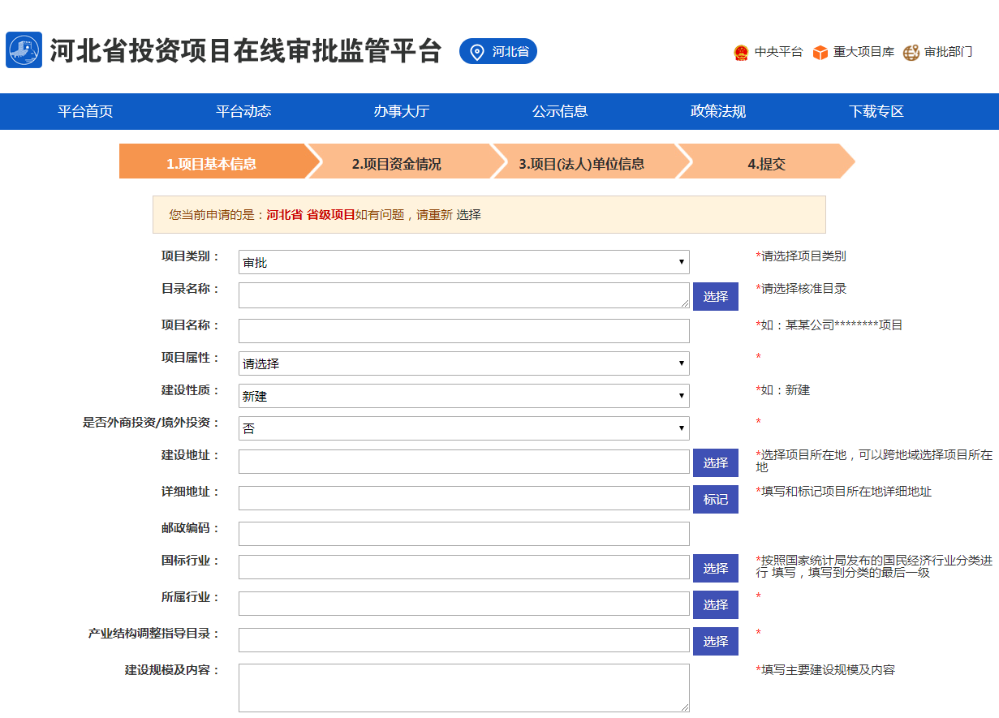 河北省投资项目在线审批监管平台 河北省 中央平台 重大项目库 审批部门
平台首页 平台动态 办事大厅 公示信息 政策法规 下载专区
1.项目基本信息 2.项目资金情况 3.项目(法人)单位信息 4.提交
您当前申请的是：河北省 省级项目如有问题，请重新 选择
项目类别： 审批 *请选择项目类别
目录名称： 选择 *请选择核准目录
项目名称： *如：某某公司********项目
项目属性： 请选择 *
建设性质： 新建 *如：新建
是否外商投资/境外投资： 否 *
建设地址： 选择 *选择项目所在地，可以跨地域选择项目所在
地
详细地址： 标记 *填写和标记项目所在地详细地址
邮政编码：
国标行业： 选择 *按照国家统计局发布的国民经济行业分类进
行 填写，填写到分类的最后一级
所属行业： 选择 *
产业结构调整指导目录： 选择 *
建设规模及内容： *填写主要建设规模及内容